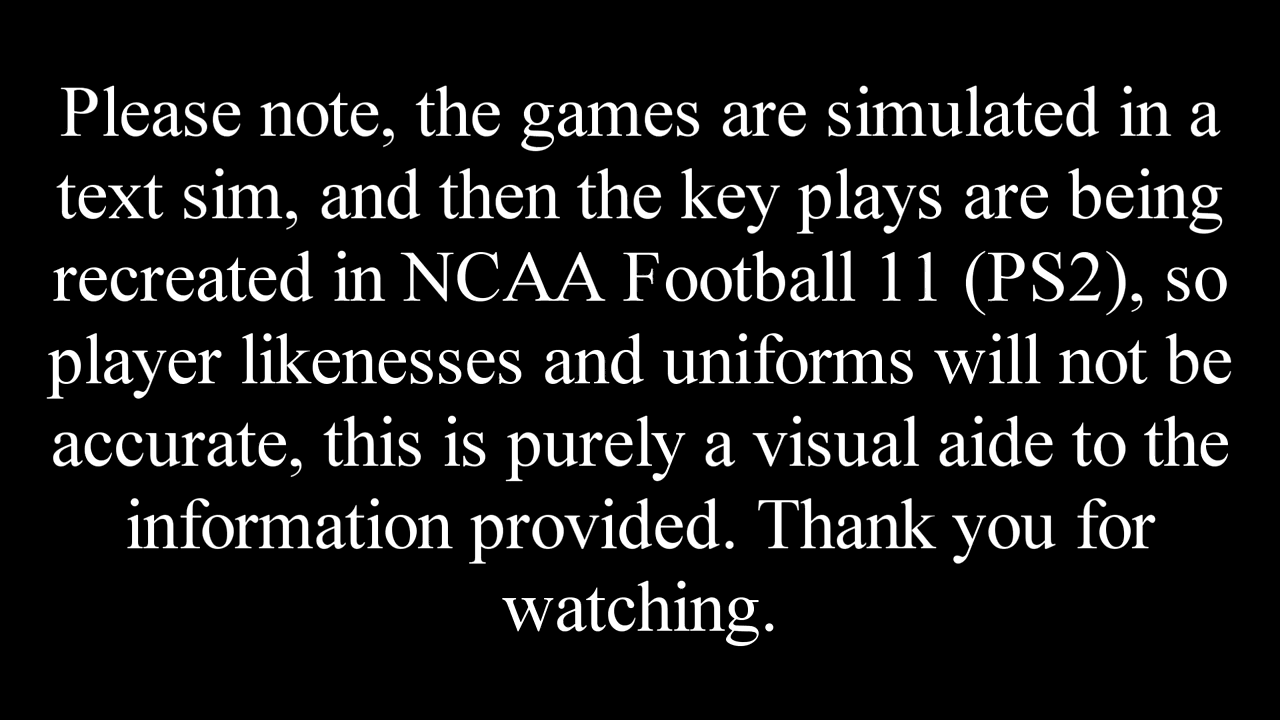 Please note, the games are simulated in a
text sim, and then the key plays are being
recreated in NCAA Football 11 (PS2), so
player likenesses and uniforms will not be
accurate, this is purely a visual aide to the
information provided. Thank you for
watching.